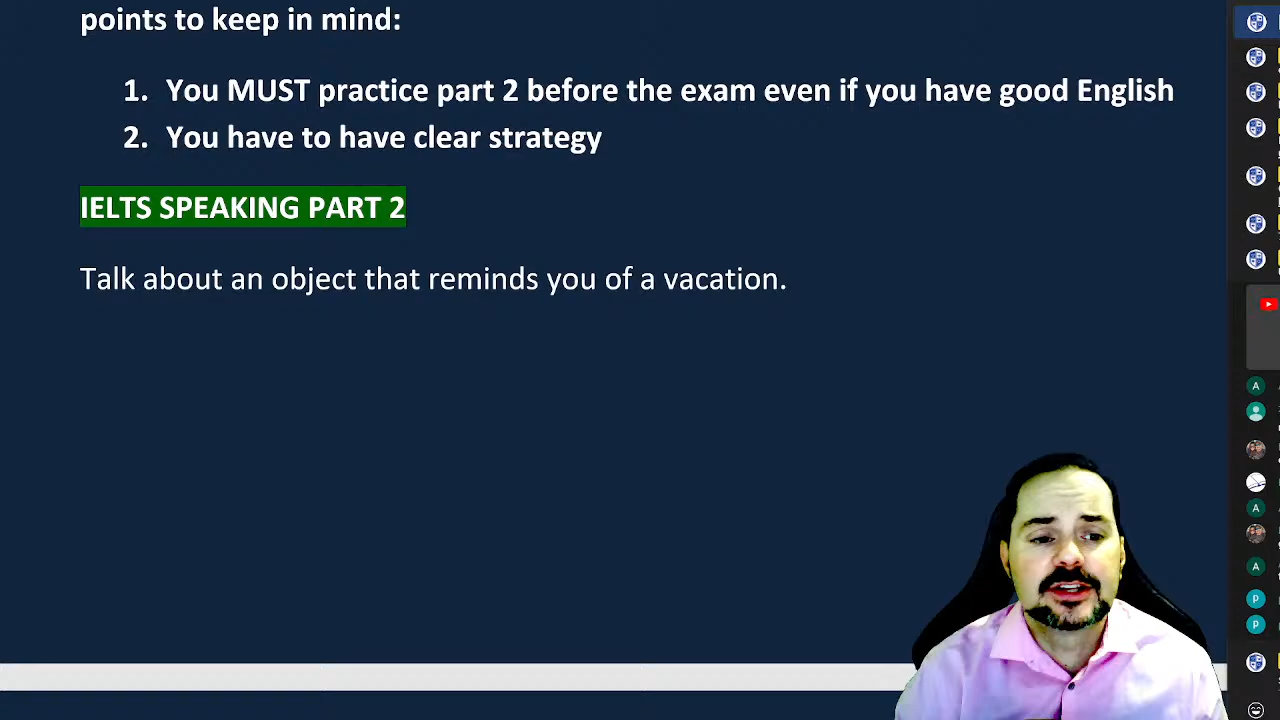 points to keep in mind:
1. You MUST practice part 2 before the exam even if you have good English
2. You have to have clear strategy
IELTS SPEAKING PART 2
Talk about an object that reminds you of a vacation.
A
A
A
P
P